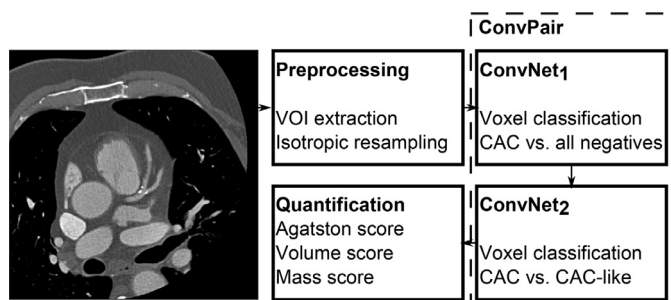 ConvPair
Preprocessing
VOI extraction
Isotropic resampling
ConvNet1
Voxel classification
CAC vs. all negatives
ConvNet2
Voxel classification
CAC vs. CAC-like
Quantification
Agatston score
Volume score
Mass score